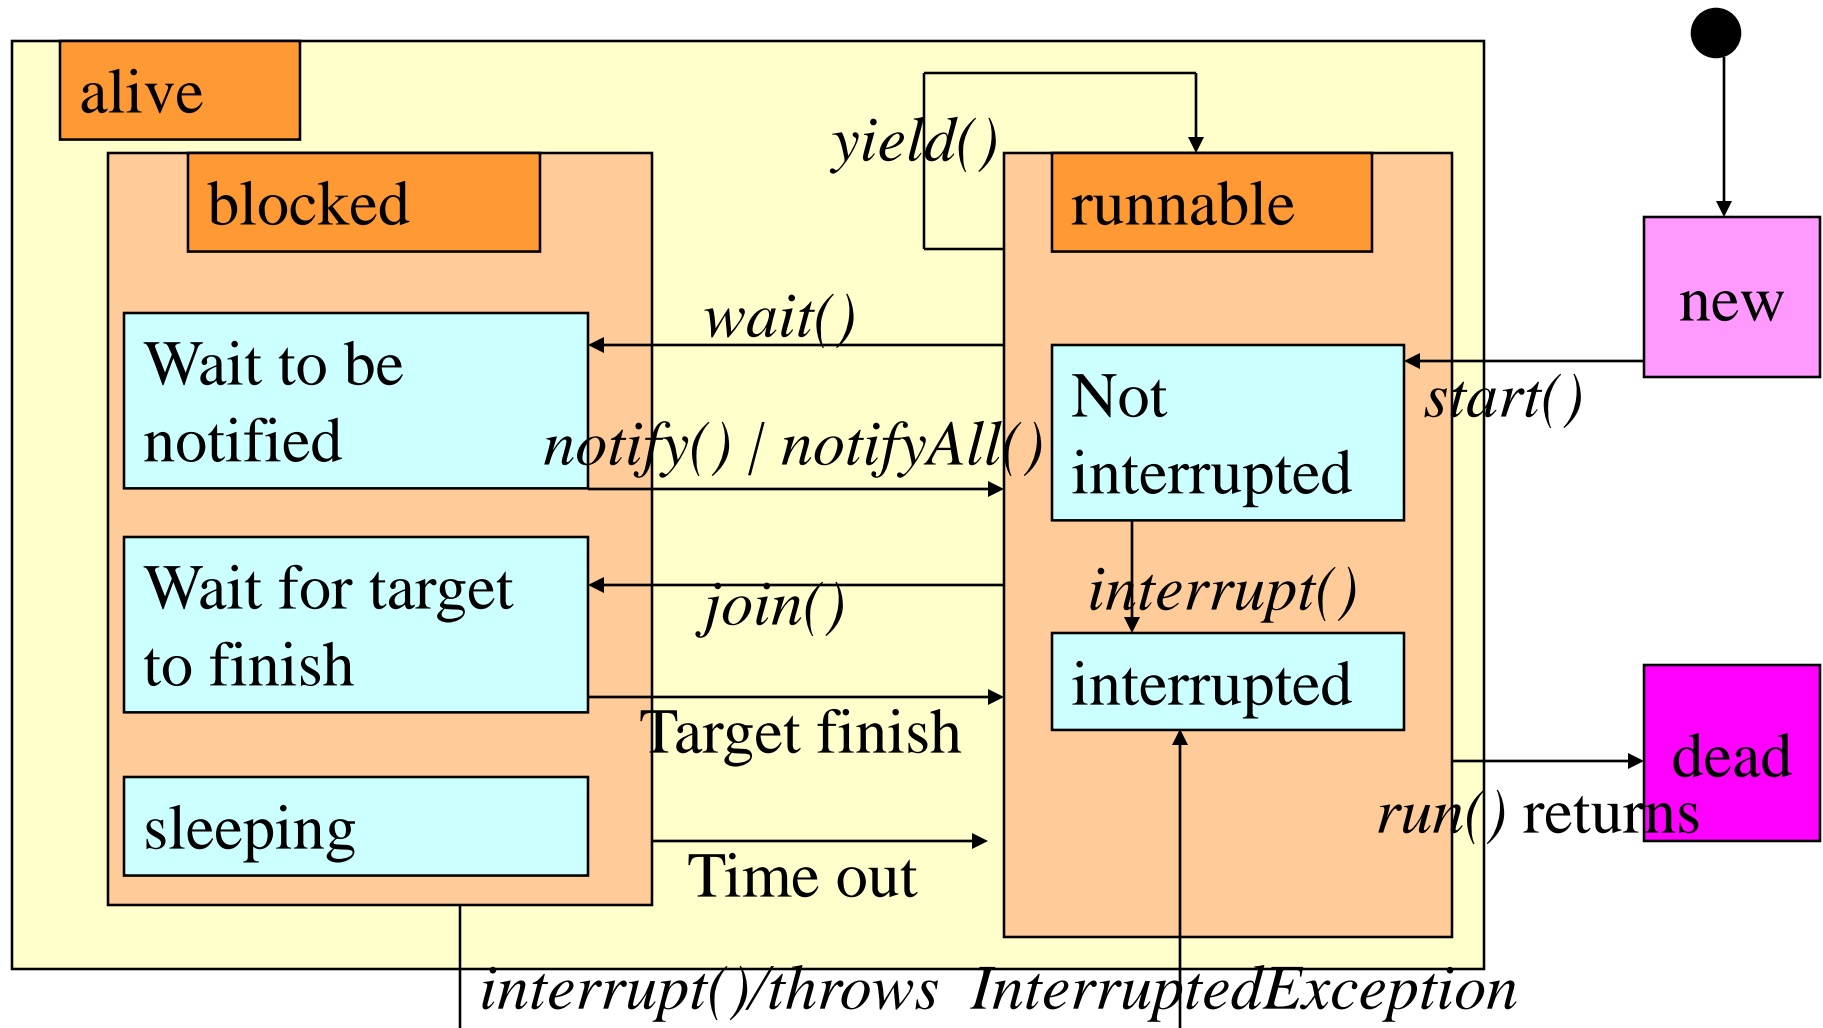 alive
yield()
blocked
runnable
new
wait()
Wait to be
notified
notify() | notifyAll()
Not
interrupted
start()
Wait for target
to finish
join()
interrupt()
interrupted
Target finish
dead
run() returns
sleeping
Time out
interrupt()/throws InterruptedException